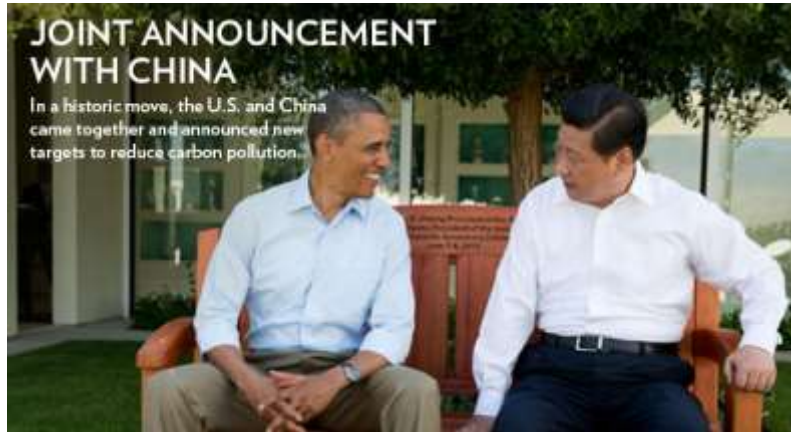 JOINT ANNOUNCEMENT
WITH CHINA
In a historic move, the U.S. and China
came together and announced new
targets to reduce carbon pollution.